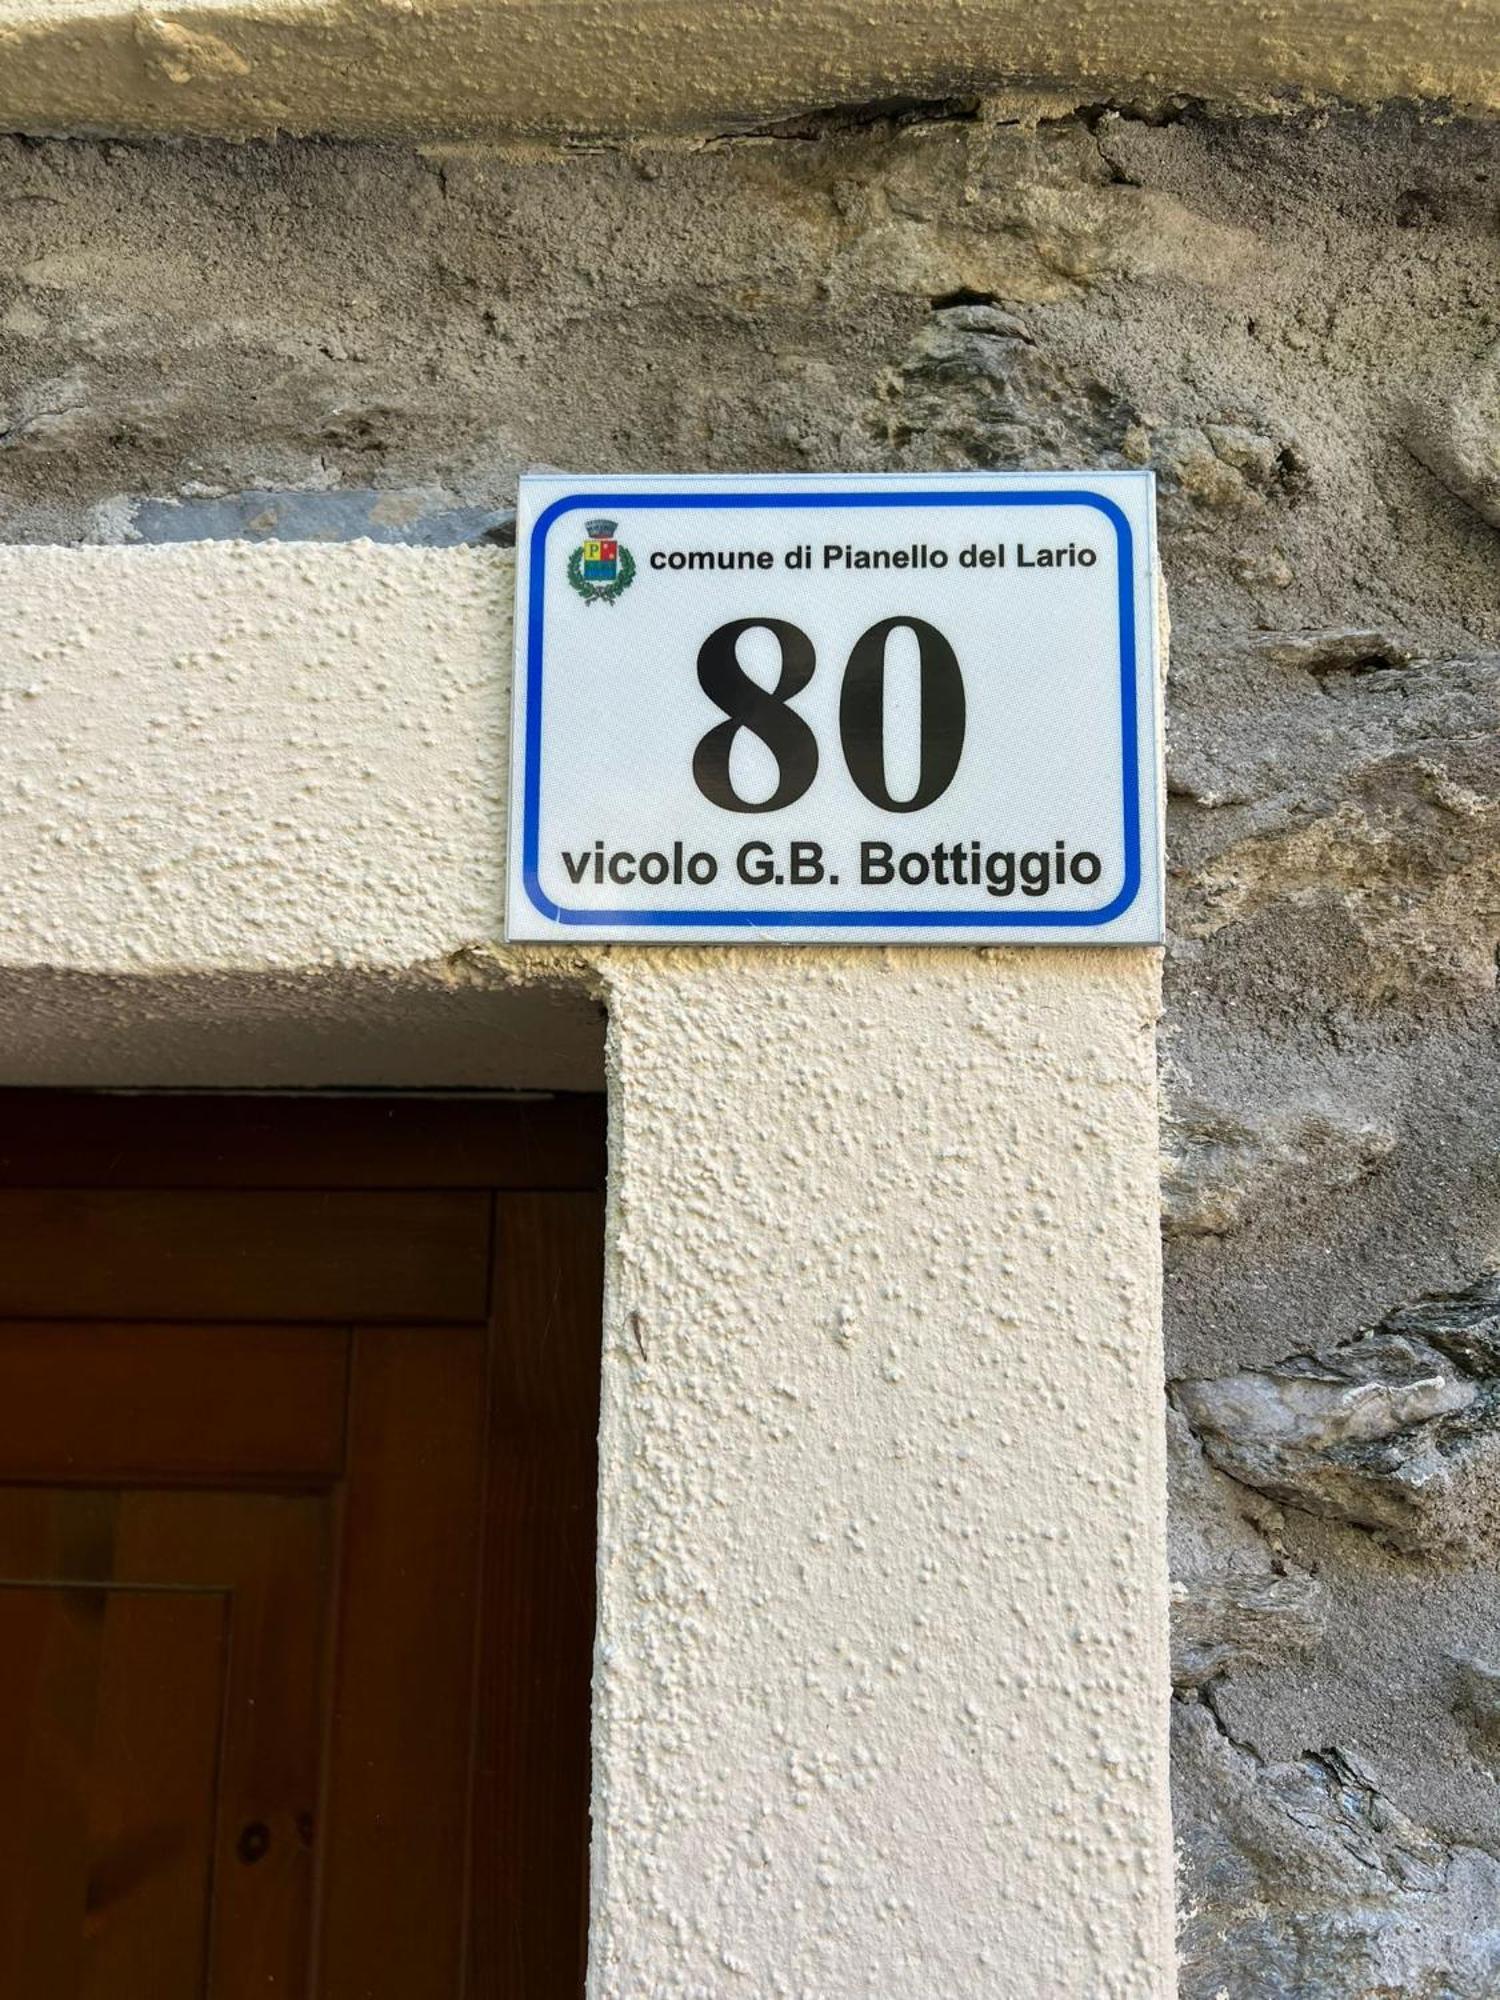 P
comune di Pianello del Lario
80
vicolo G.B. Bottiggio